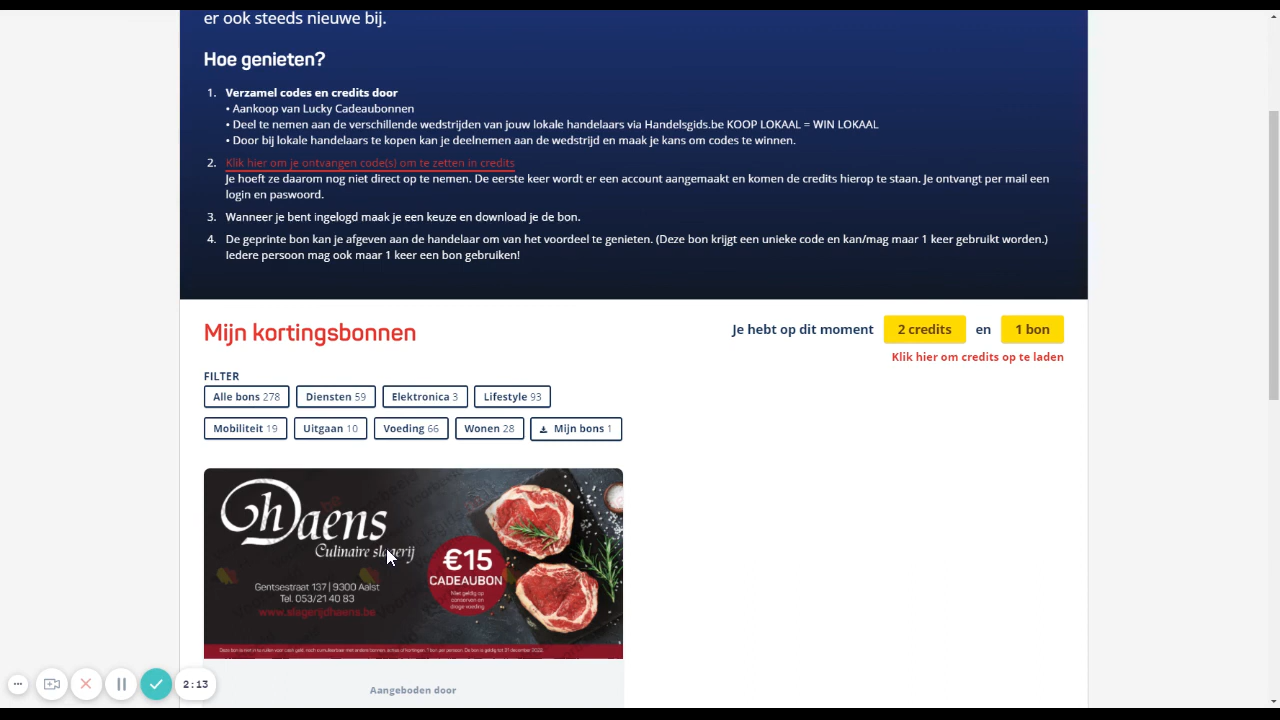 er ook steeds nieuwe bij.
Hoe genieten?
1. Verzamel codes en credits door
• Aankoop van Lucky Cadeaubonnen
• Deel te nemen aan de verschillende wedstrijden van jouw lokale handelaars via Handelsgids.be KOOP LOKAAL = WIN LOKAAL
• Door bij lokale handelaars te kopen kan je deelnemen aan de wedstrijd en maak je kans om codes te winnen.
2. Klik hier om je ontvangen code(s) om te zetten in credits
Je hoeft ze daarom nog niet direct op te nemen. De eerste keer wordt er een account aangemaakt en komen de credits hierop te staan. Je ontvangt per mail een
login en paswoord.
3. Wanneer je bent ingelogd maak je een keuze en download je de bon.
4. De geprinte bon kan je afgeven aan de handelaar om van het voordeel te genieten. (Deze bon krijgt een unieke code en kan/mag maar 1 keer gebruikt worden.)
Iedere persoon mag ook maar 1 keer een bon gebruiken!
Mijn kortingsbonnen
Je hebt op dit moment 2 credits en 1 bon
Klik hier om credits op te laden
FILTER
Alle bons 278 Diensten 59 Elektronica 3 Lifestyle 93
Mobiliteit 19 Uitgaan 10 Voeding 66 Wonen 28 Mijn bons 1
Dhaens
Culinaire slagerij
Gentsestraat 137 | 9300 Aalst
Tel. 053/21 40 83
www.slagerijdhaens.be
€15
CADEAUBON
Niet geldig op
conserven en
droge voeding
Aangeboden door
2:13